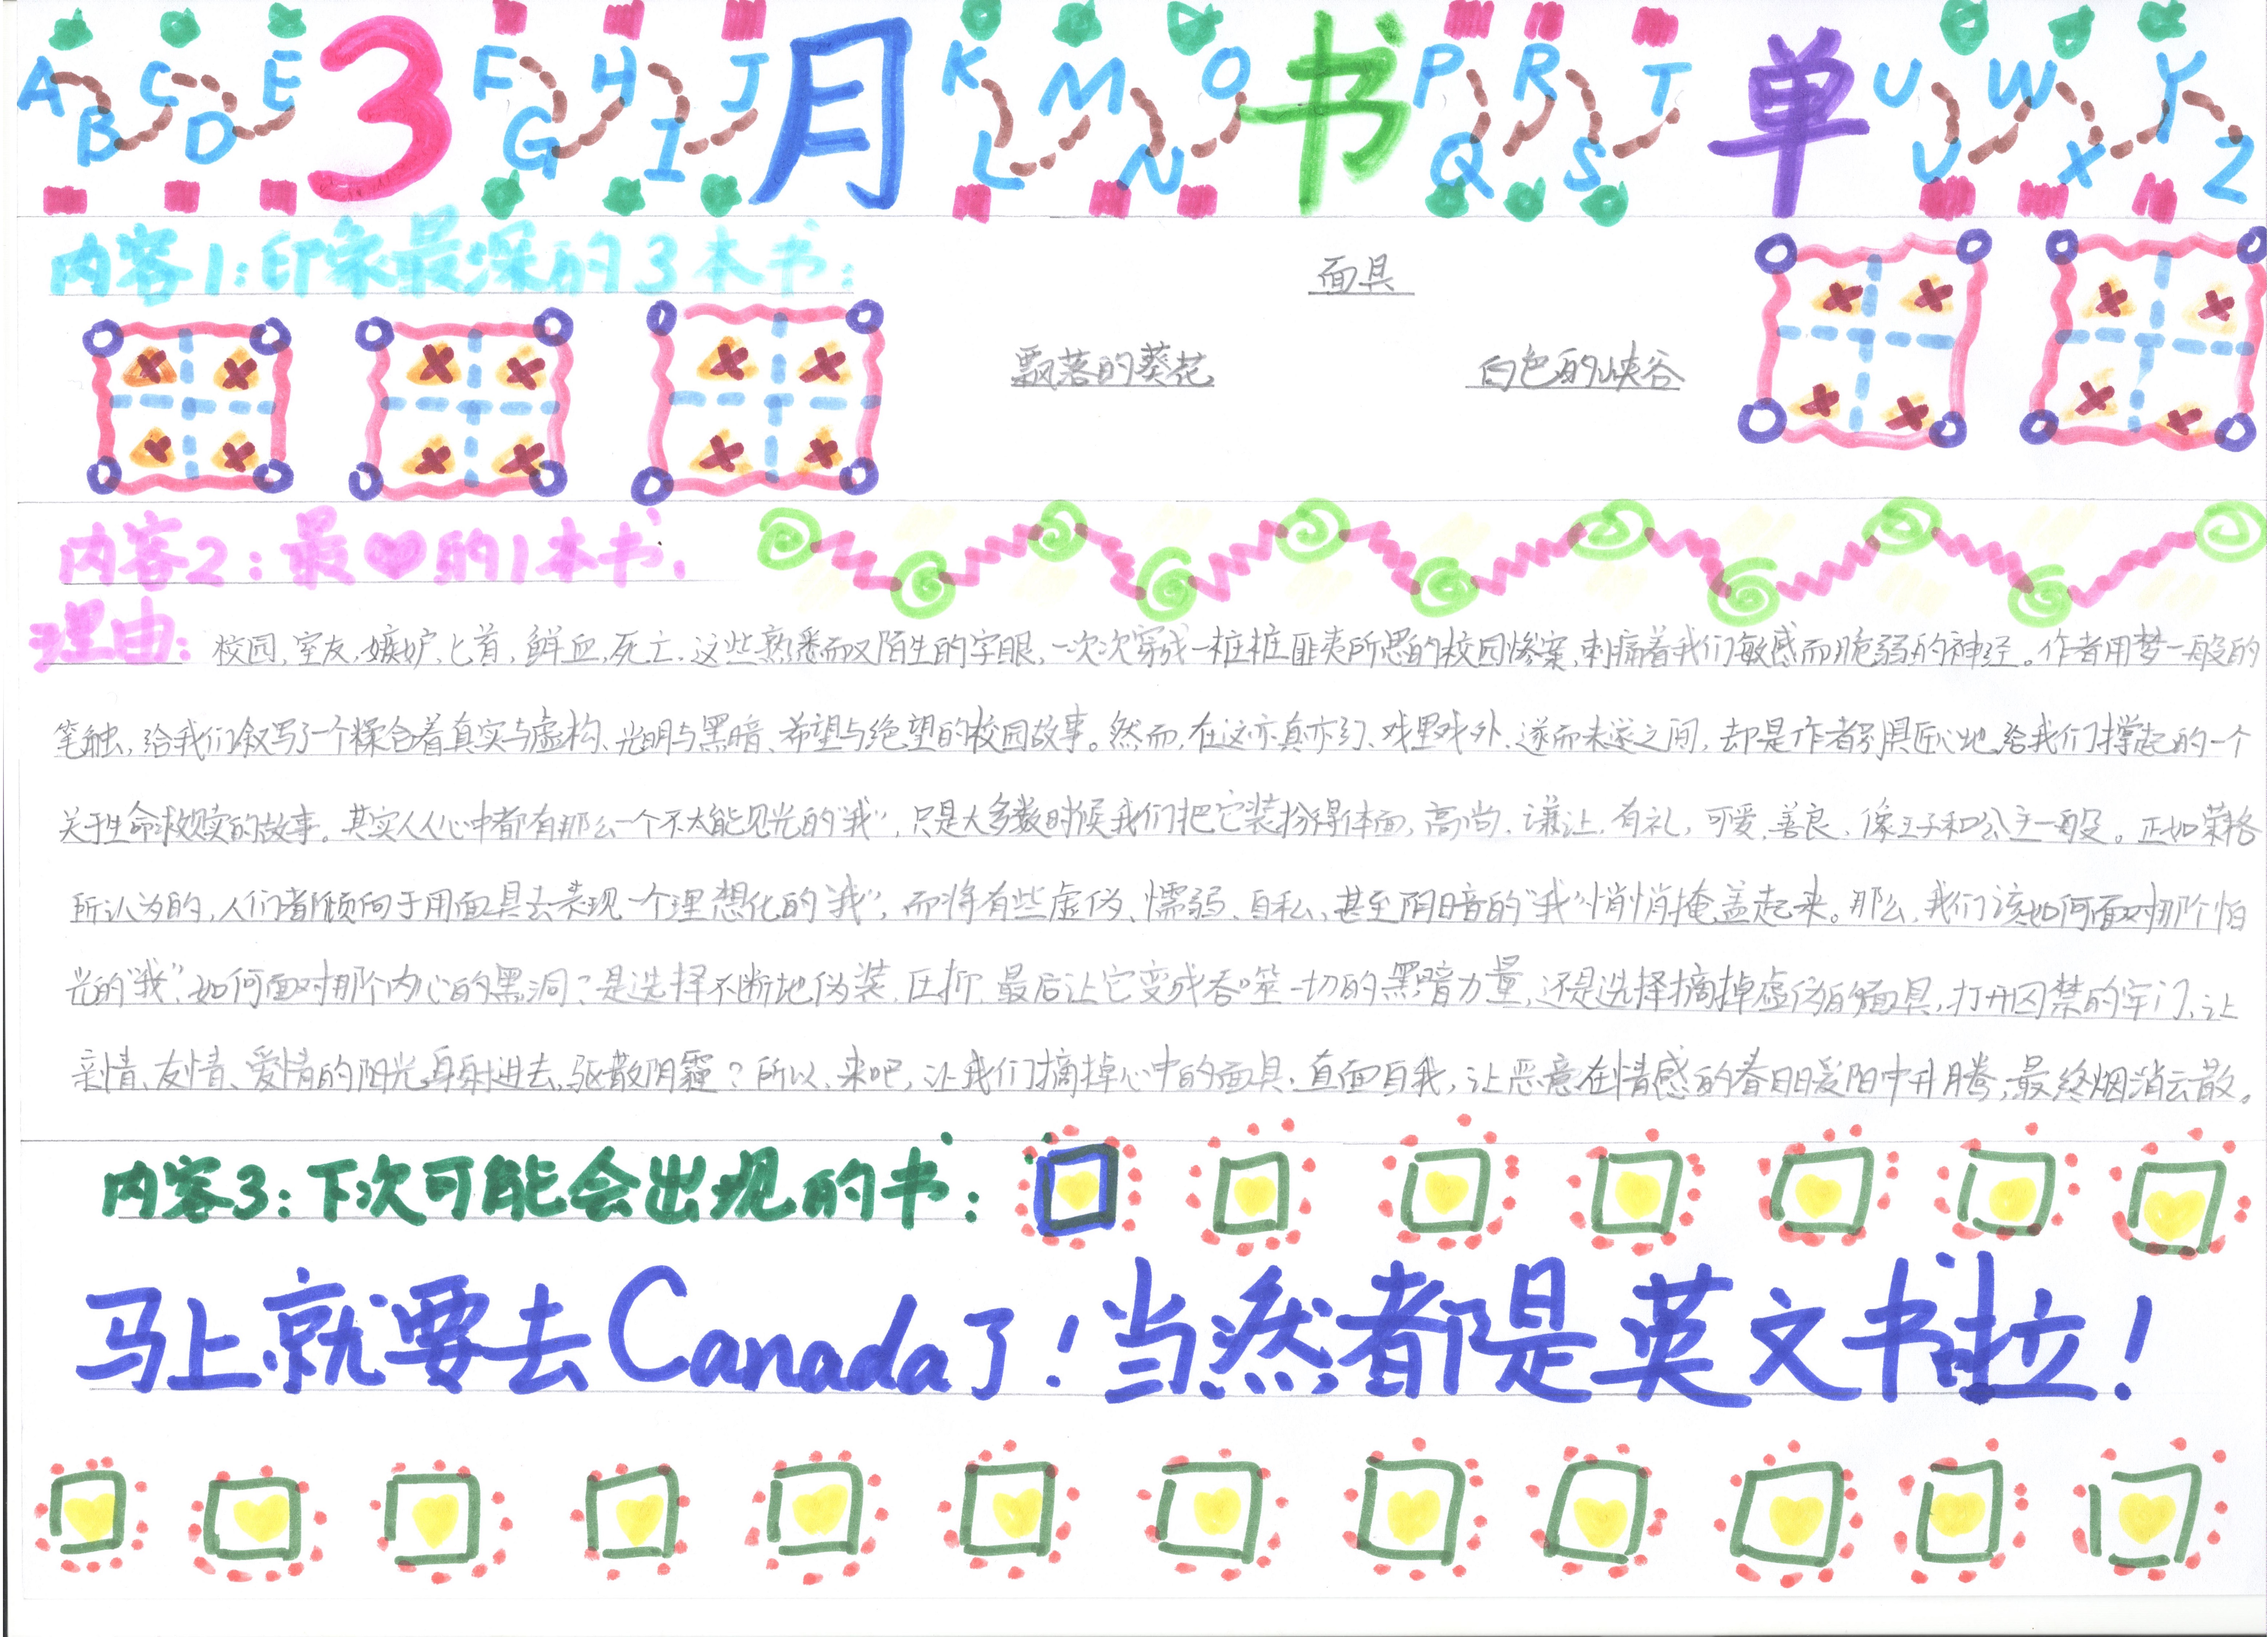 A B C D E 3 F G H I J 月 K L M N O 书 P Q R S T 单 U V W X Y Z
内容1:印象最深的3本书:
面具
飘落的葵花 白色的峡谷
内容2:最❤的1本书.
理由: 校园,室友,嫉妒,匕首,鲜血,死亡.这些熟悉而又陌生的字眼,一次次穿成一桩桩匪夷所思的校园惨案,刺痛着我们敏感而脆弱的神经。作者用梦一般的
笔触,给我们叙写了一个糅合着真实与虚构、光明与黑暗、希望与绝望的校园故事。然而,在这亦真亦幻、戏里戏外、遂而未遂之间,却是作者别具匠心地给我们撑起的一个
关于生命救赎的故事。其实人人心中都有那么一个不太能见光的“我”,只是大多数时候我们把它装扮得体面,高尚,谦让,有礼,可爱,善良,像王子和公主一般。正如荣格
所认为的,人们都倾向于用面具去表现一个理想化的“我”,而将有些虚伪、懦弱、自私,甚至阴暗的“我”悄悄掩盖起来。那么,我们该如何面对那个怕
光的“我”,如何面对那个内心的黑洞?是选择不断地伪装,压抑,最后让它变成吞噬一切的黑暗力量,还是选择摘掉虚伪的面具,打开囚禁的牢门,让
亲情、友情、爱情的阳光身射进去,驱散阴霾?所以,来吧,让我们摘掉心中的面具,直面自我,让恶意在情感的春日暖阳中升腾,最终烟消云散。
内容3:下次可能会出现的书:
马上就要去Canada了!当然都是英文书啦!